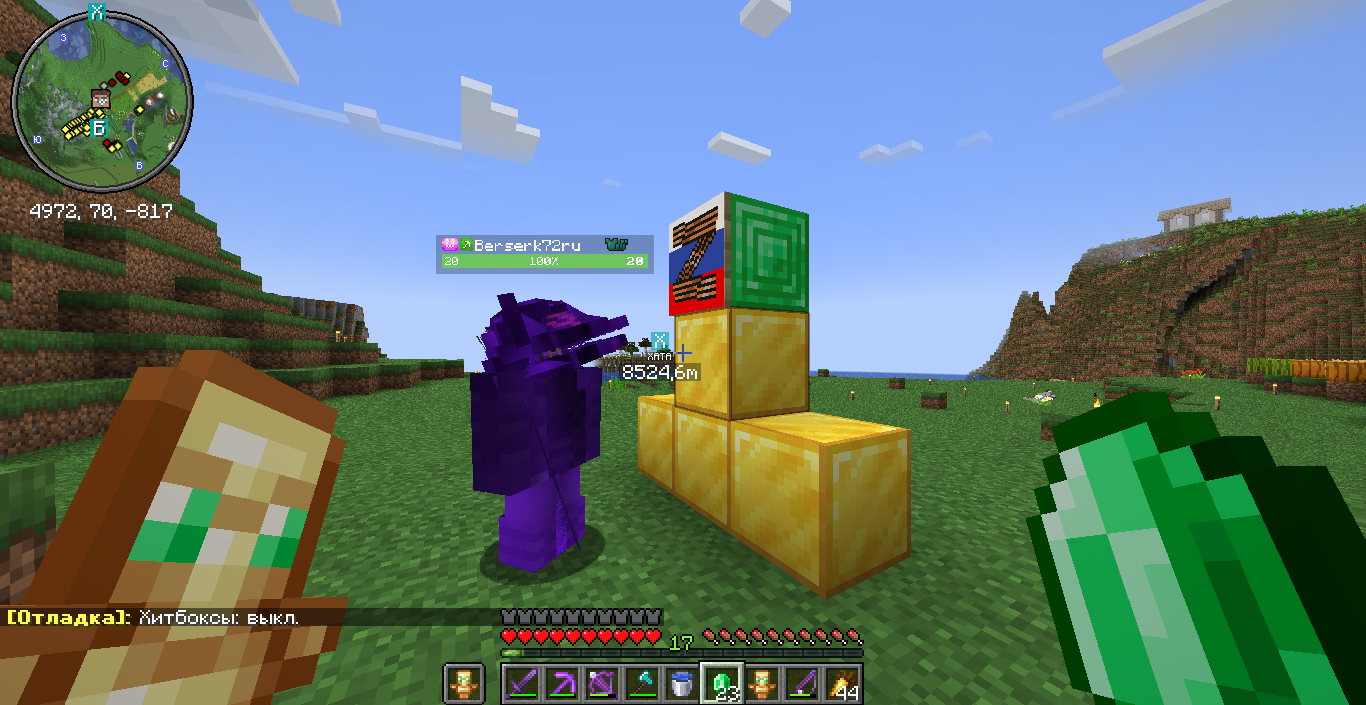 X
З
С
Ю
Б
В
4972, 70, -817
Berserk72ru
20 100% 20
Z
X
ХАТА
8524,6m
[Отладка]: Хитбоксы: выкл.
17
23
44